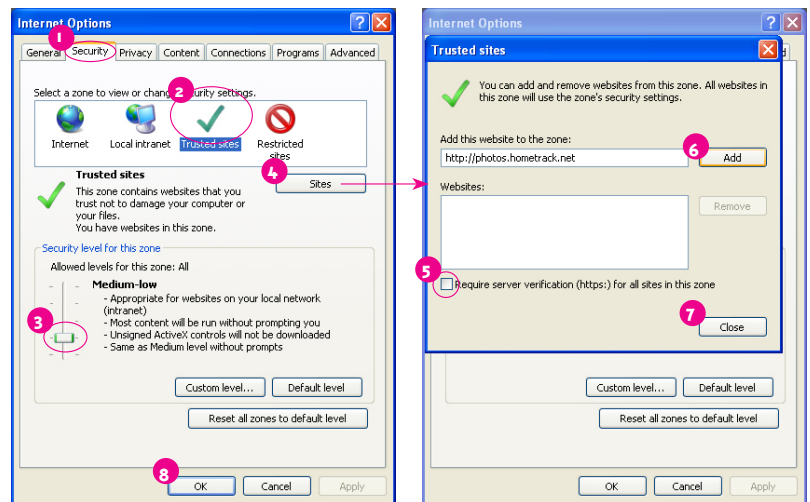 Internet Options
1
General Security Privacy Content Connections Programs Advanced
2
Select a zone to view or change security settings.
Internet Local intranet Trusted sites Restricted
sites
4
Sites
Trusted sites
This zone contains websites that you
trust not to damage your computer or
your files.
You have websites in this zone.
Security level for this zone
Allowed levels for this zone: All
3
Medium-low
- Appropriate for websites on your local network
(intranet)
- Most content will be run without prompting you
- Unsigned ActiveX controls will not be downloaded
- Same as Medium level without prompts
Custom level... Default level
Reset all zones to default level
8
OK Cancel Apply
Internet Options
Trusted sites
You can add and remove websites from this zone. All websites in
this zone will use the zone's security settings.
Add this website to the zone:
6
http://photos.hometrack.net Add
Websites:
Remove
5
Require server verification (https:) for all sites in this zone
7
Close
Custom level... Default level
Reset all zones to default level
OK Cancel Apply